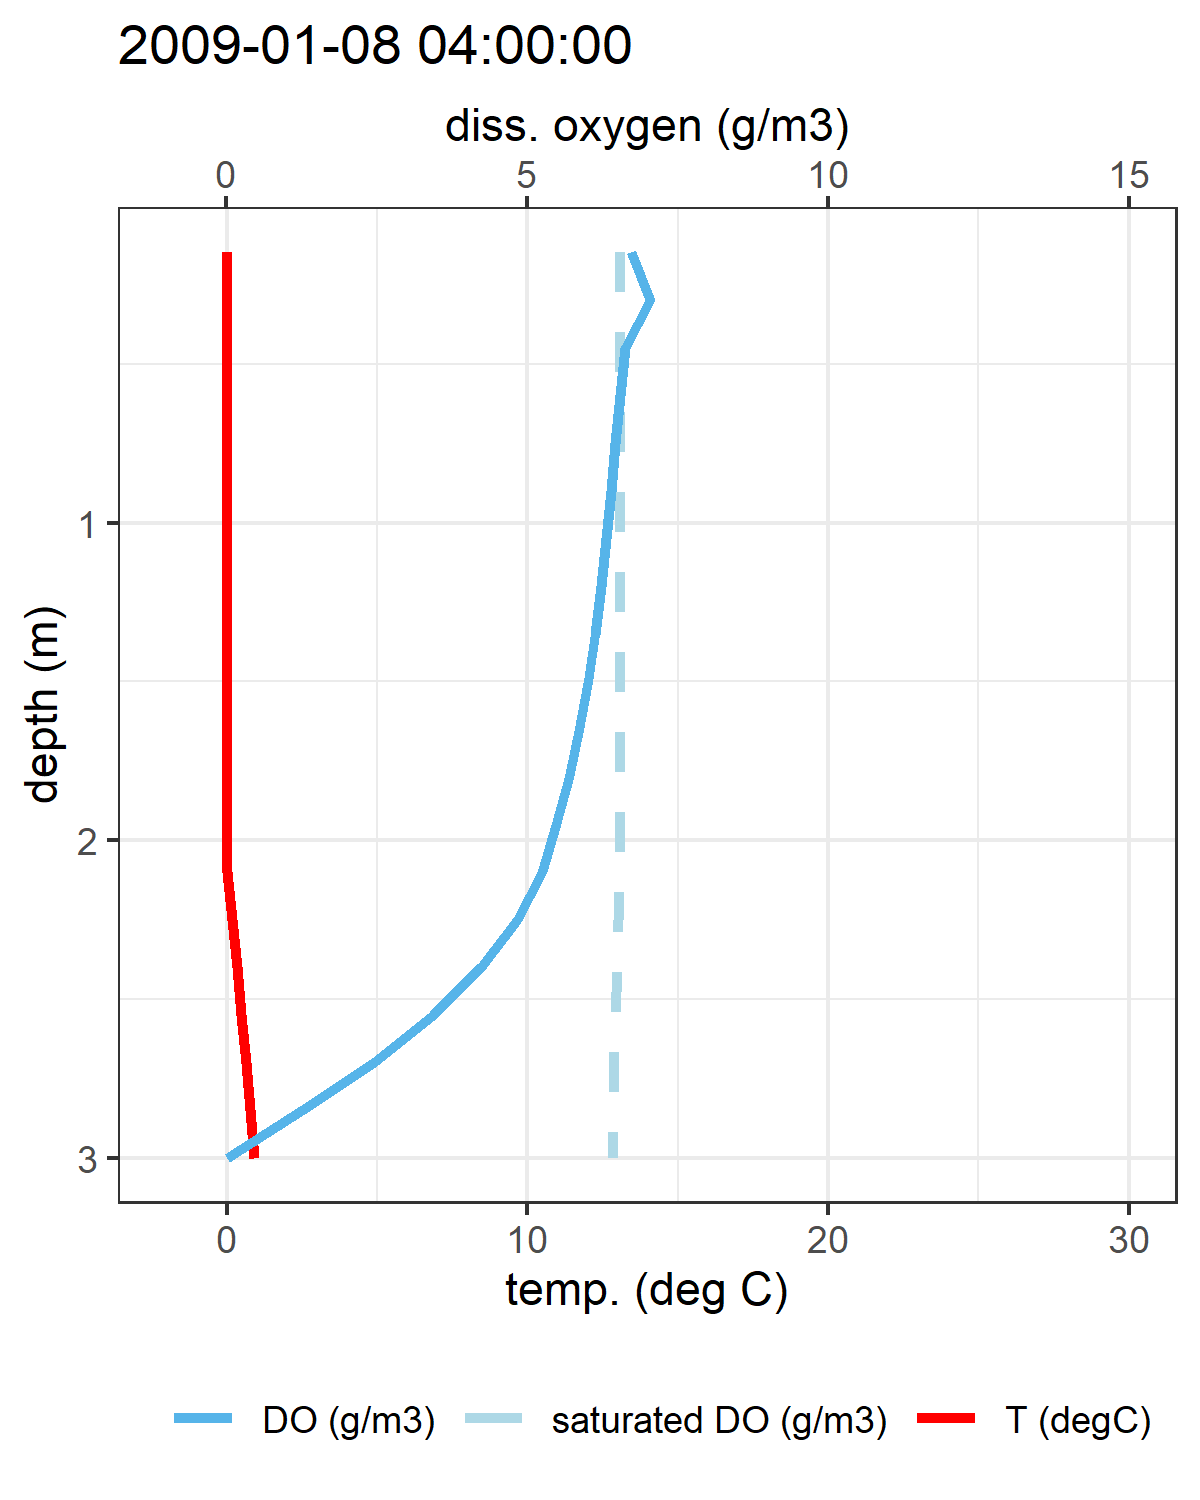 2009-01-08 04:00:00
diss. oxygen (g/m3)
0 5 10 15
depth (m)
1
2
3
0 10 20 30
temp. (deg C)
DO (g/m3) saturated DO (g/m3) T (degC)